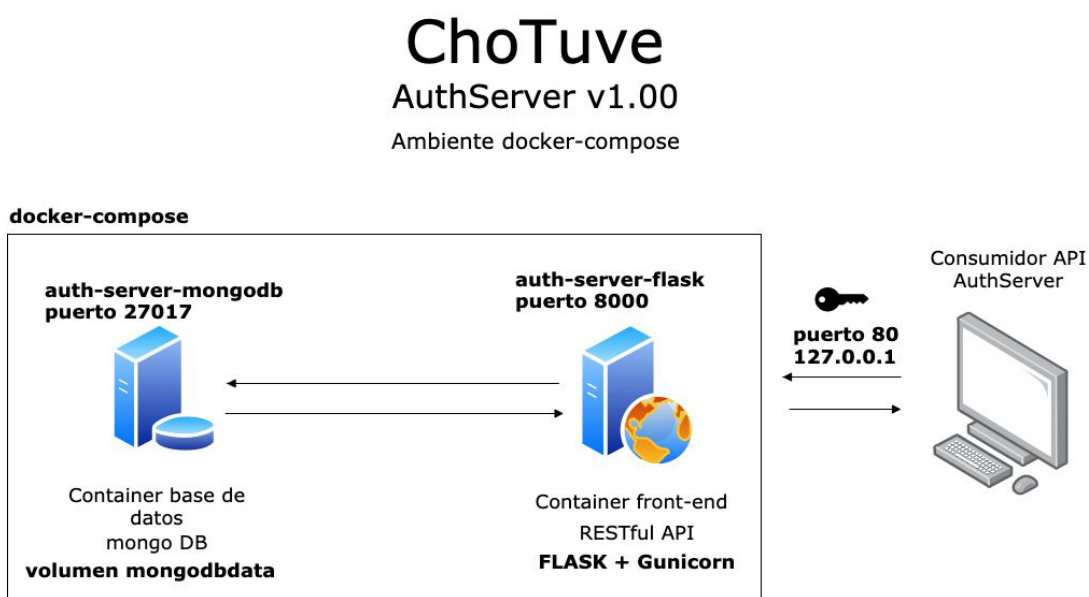 ChoTuve
AuthServer v1.00
Ambiente docker-compose
docker-compose
auth-server-mongodb
puerto 27017
auth-server-flask
puerto 8000
Consumidor API
AuthServer
puerto 80
127.0.0.1
Container base de
datos
mongo DB
volumen mongodbdata
Container front-end
RESTful API
FLASK + Gunicorn